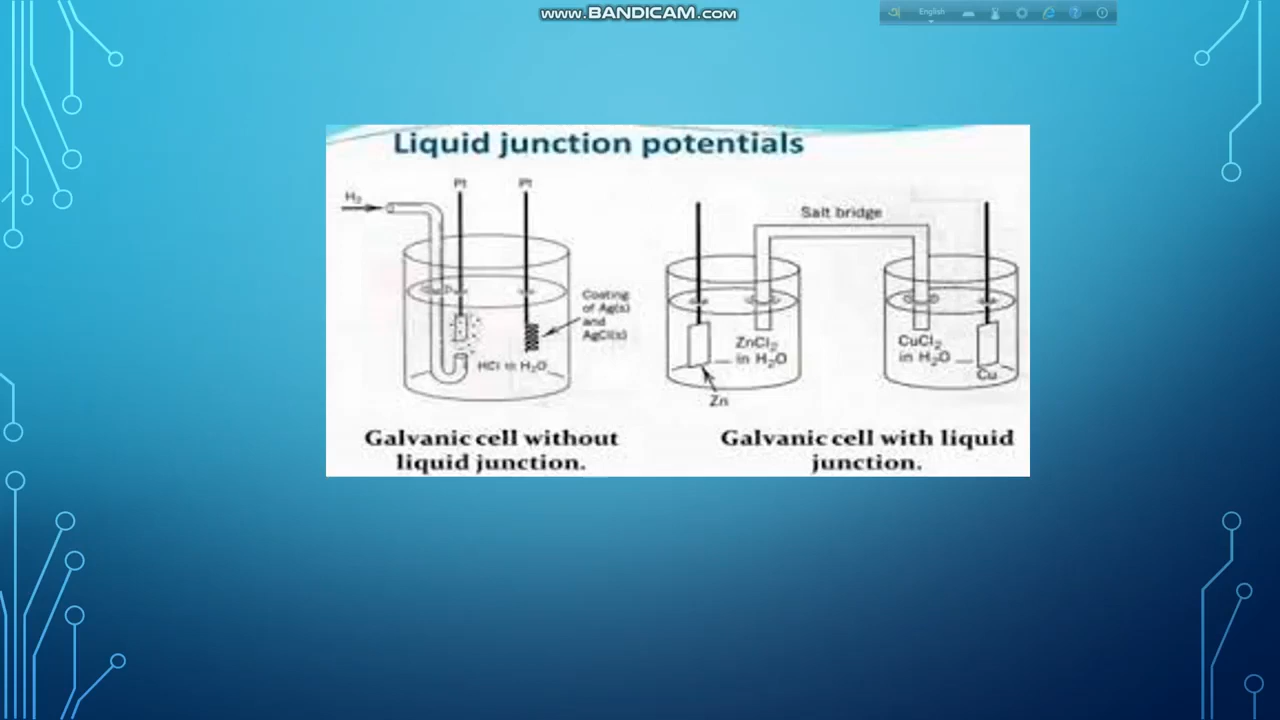 www.BANDICAM.com
English
Liquid junction potentials
Pt
Pt
H₂
Coating
of Ag(s)
and
AgCl(s)
HCl in H₂O
Salt bridge
ZnCl₂
in H₂O
Zn
CuCl₂
in H₂O
Cu
Galvanic cell without
liquid junction.
Galvanic cell with liquid
junction.